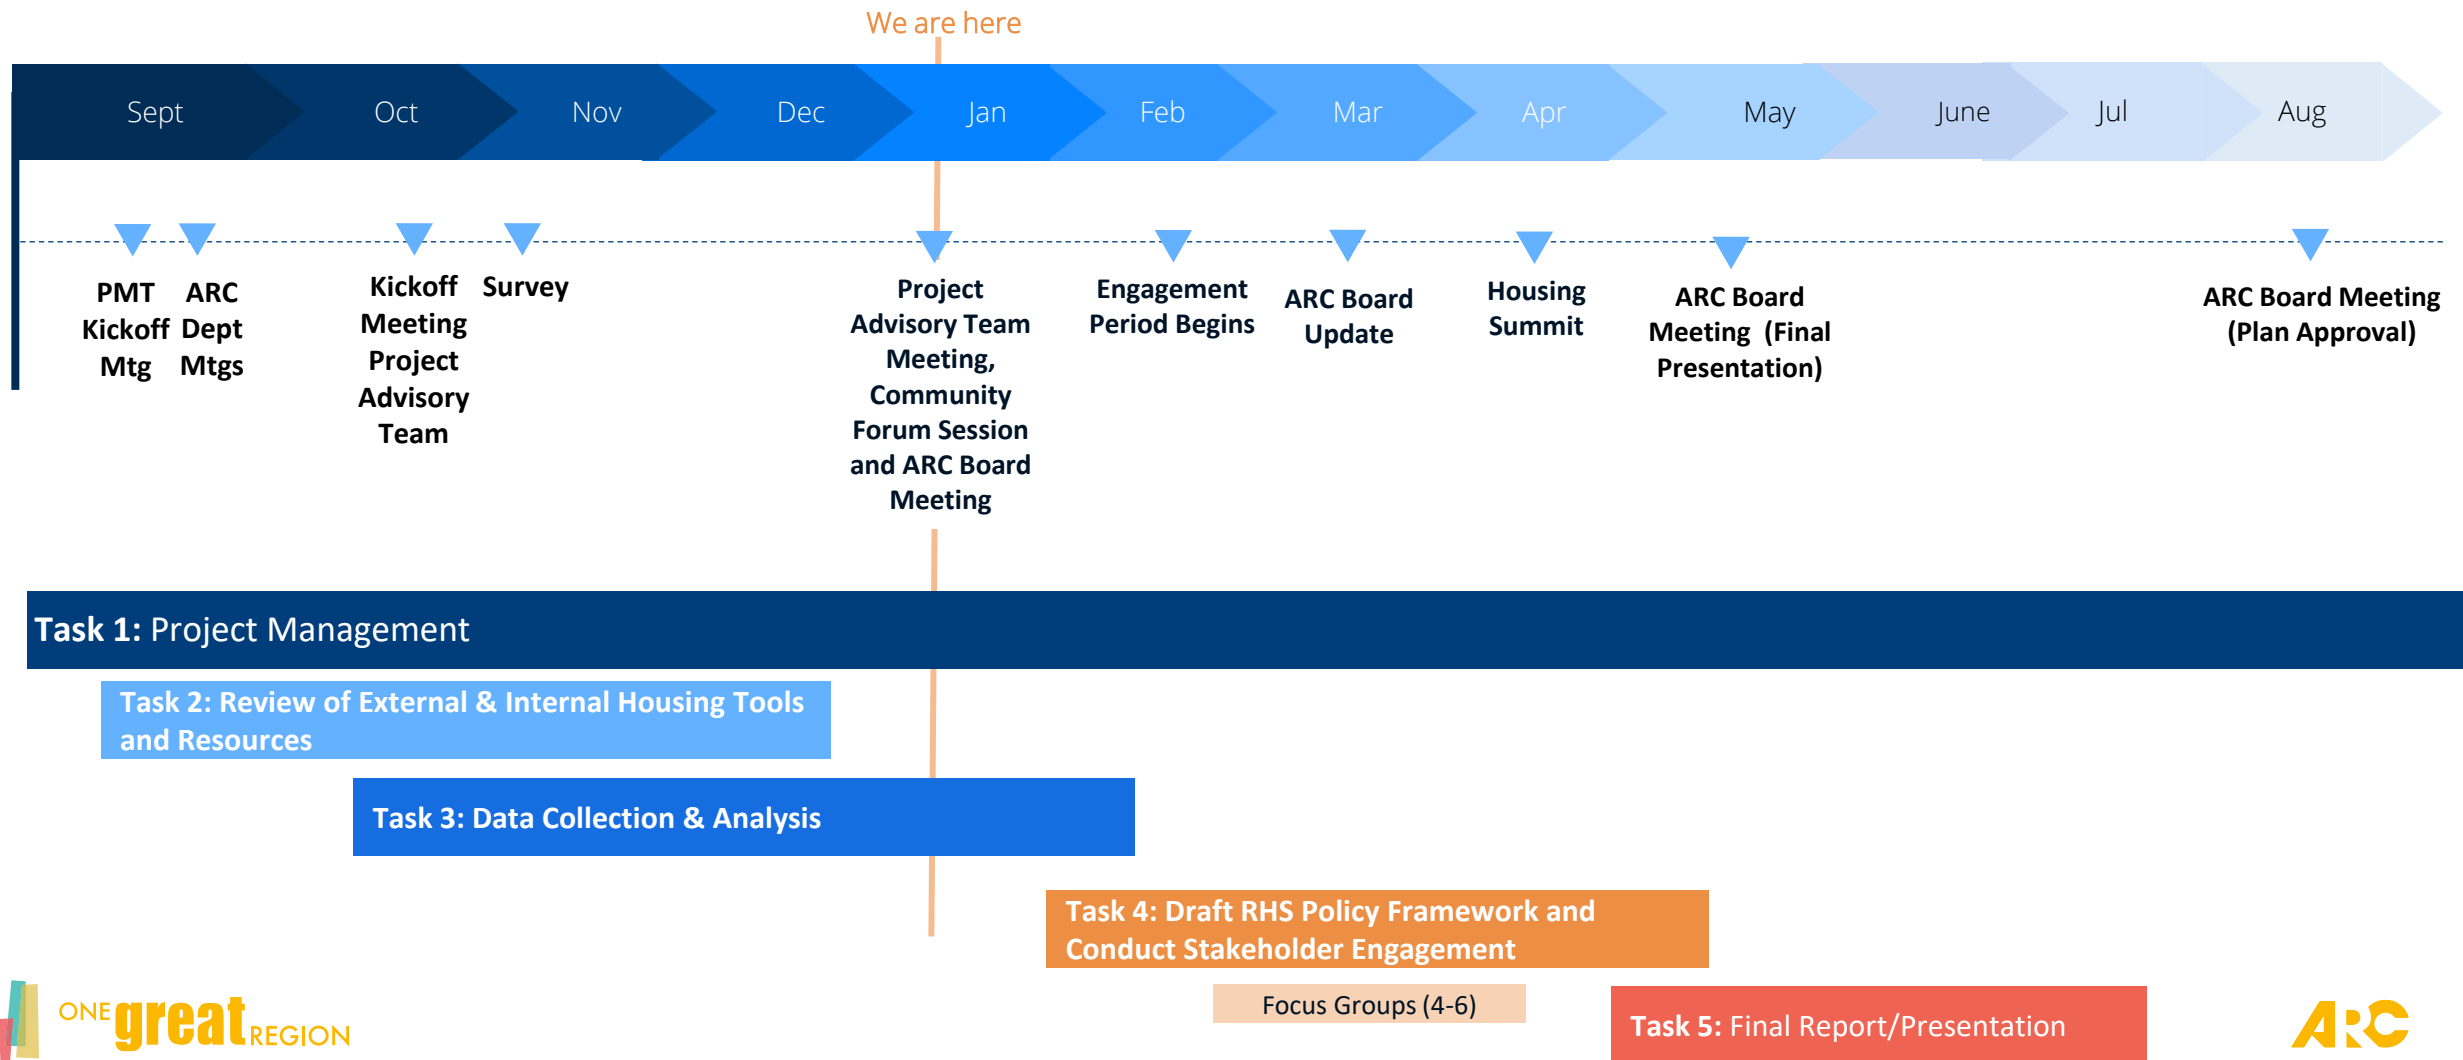 We are here
Sept
Oct
Nov
Dec
Jan
Feb
Mar
Apr
May
June
Jul
Aug
PMT
Kickoff
Mtg
ARC
Dept
Mtgs
Kickoff
Meeting
Project
Advisory
Team
Survey
Project
Advisory Team
Meeting,
Community
Forum Session
and ARC Board
Meeting
Engagement
Period Begins
ARC Board
Update
Housing
Summit
ARC Board
Meeting (Final
Presentation)
ARC Board Meeting
(Plan Approval)
Task 1: Project Management
Task 2: Review of External & Internal Housing Tools
and Resources
Task 3: Data Collection & Analysis
Task 4: Draft RHS Policy Framework and
Conduct Stakeholder Engagement
Focus Groups (4-6)
Task 5: Final Report/Presentation
ONE great REGION
ARC